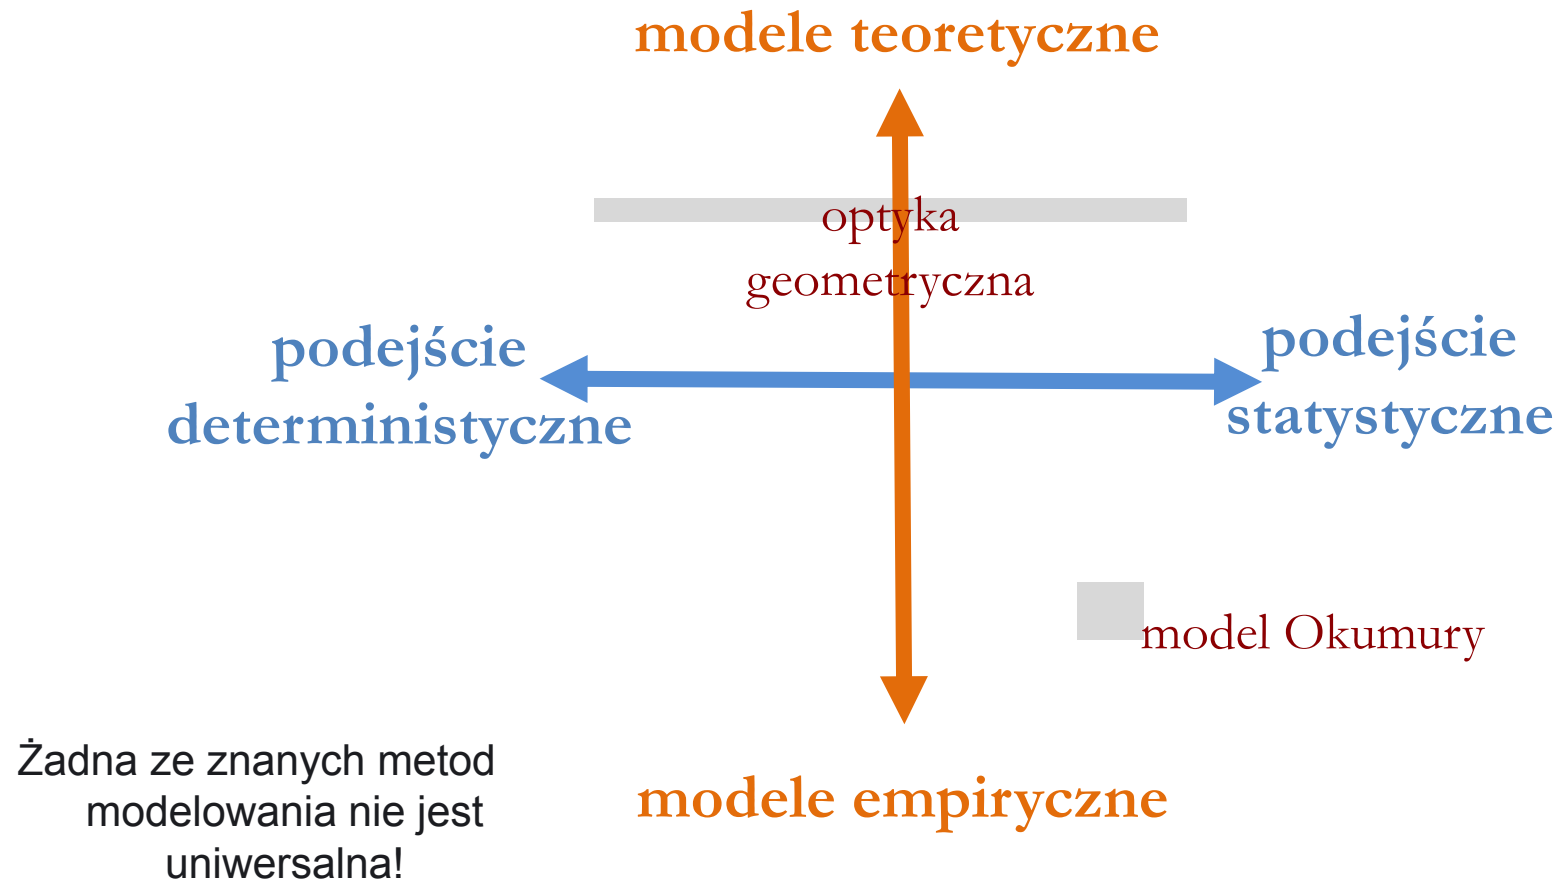 modele teoretyczne
optyka
geometryczna
podejście
deterministyczne
podejście
statystyczne
model Okumury
Żadna ze znanych metod
modelowania nie jest
uniwersalna!
modele empiryczne